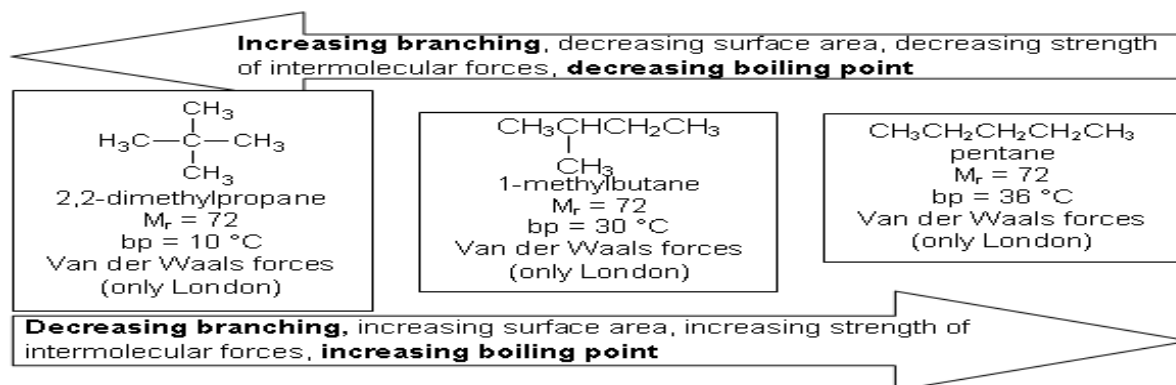 Increasing branching, decreasing surface area, decreasing strength
of intermolecular forces, decreasing boiling point
CH₃
H₃C—C—CH₃
CH₃
2,2-dimethylpropane
Mᵣ = 72
bp = 10 °C
Van der Waals forces
(only London)
CH₃CHCH₂CH₃
CH₃
1-methylbutane
Mᵣ = 72
bp = 30 °C
Van der Waals forces
(only London)
CH₃CH₂CH₂CH₂CH₃
pentane
Mᵣ = 72
bp = 36 °C
Van der Waals forces
(only London)
Decreasing branching, increasing surface area, increasing strength of
intermolecular forces, increasing boiling point